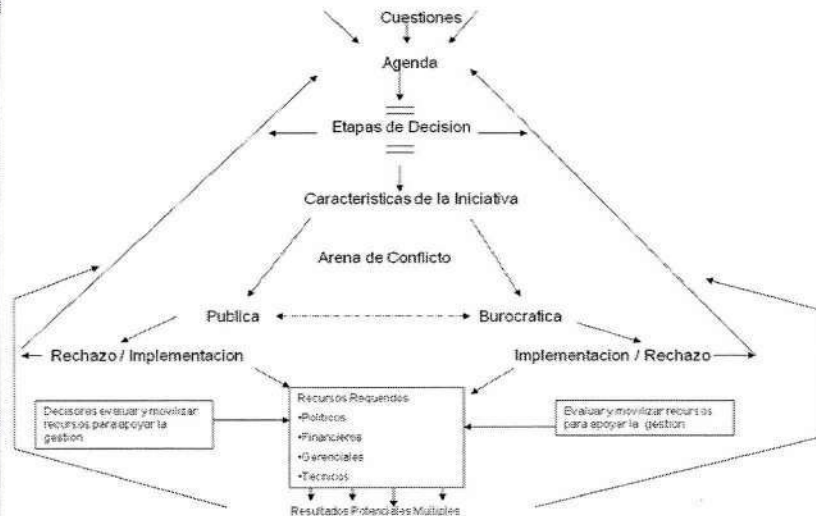 Cuestiones
Agenda
Etapas de Decision
Caracteristicas de la Iniciativa
Arena de Conflicto
Publica
Burocratica
Rechazo / Implementacion
Implementacion / Rechazo
Decisores evaluar y movilizar
recursos para apoyar la
gestion
Recursos Requeridos
•Politicos
•Financieros
•Gerenciales
•Tecnicos
Evaluar y movilizar recursos
para apoyar la gestion
Resultados Potenciales Multiples